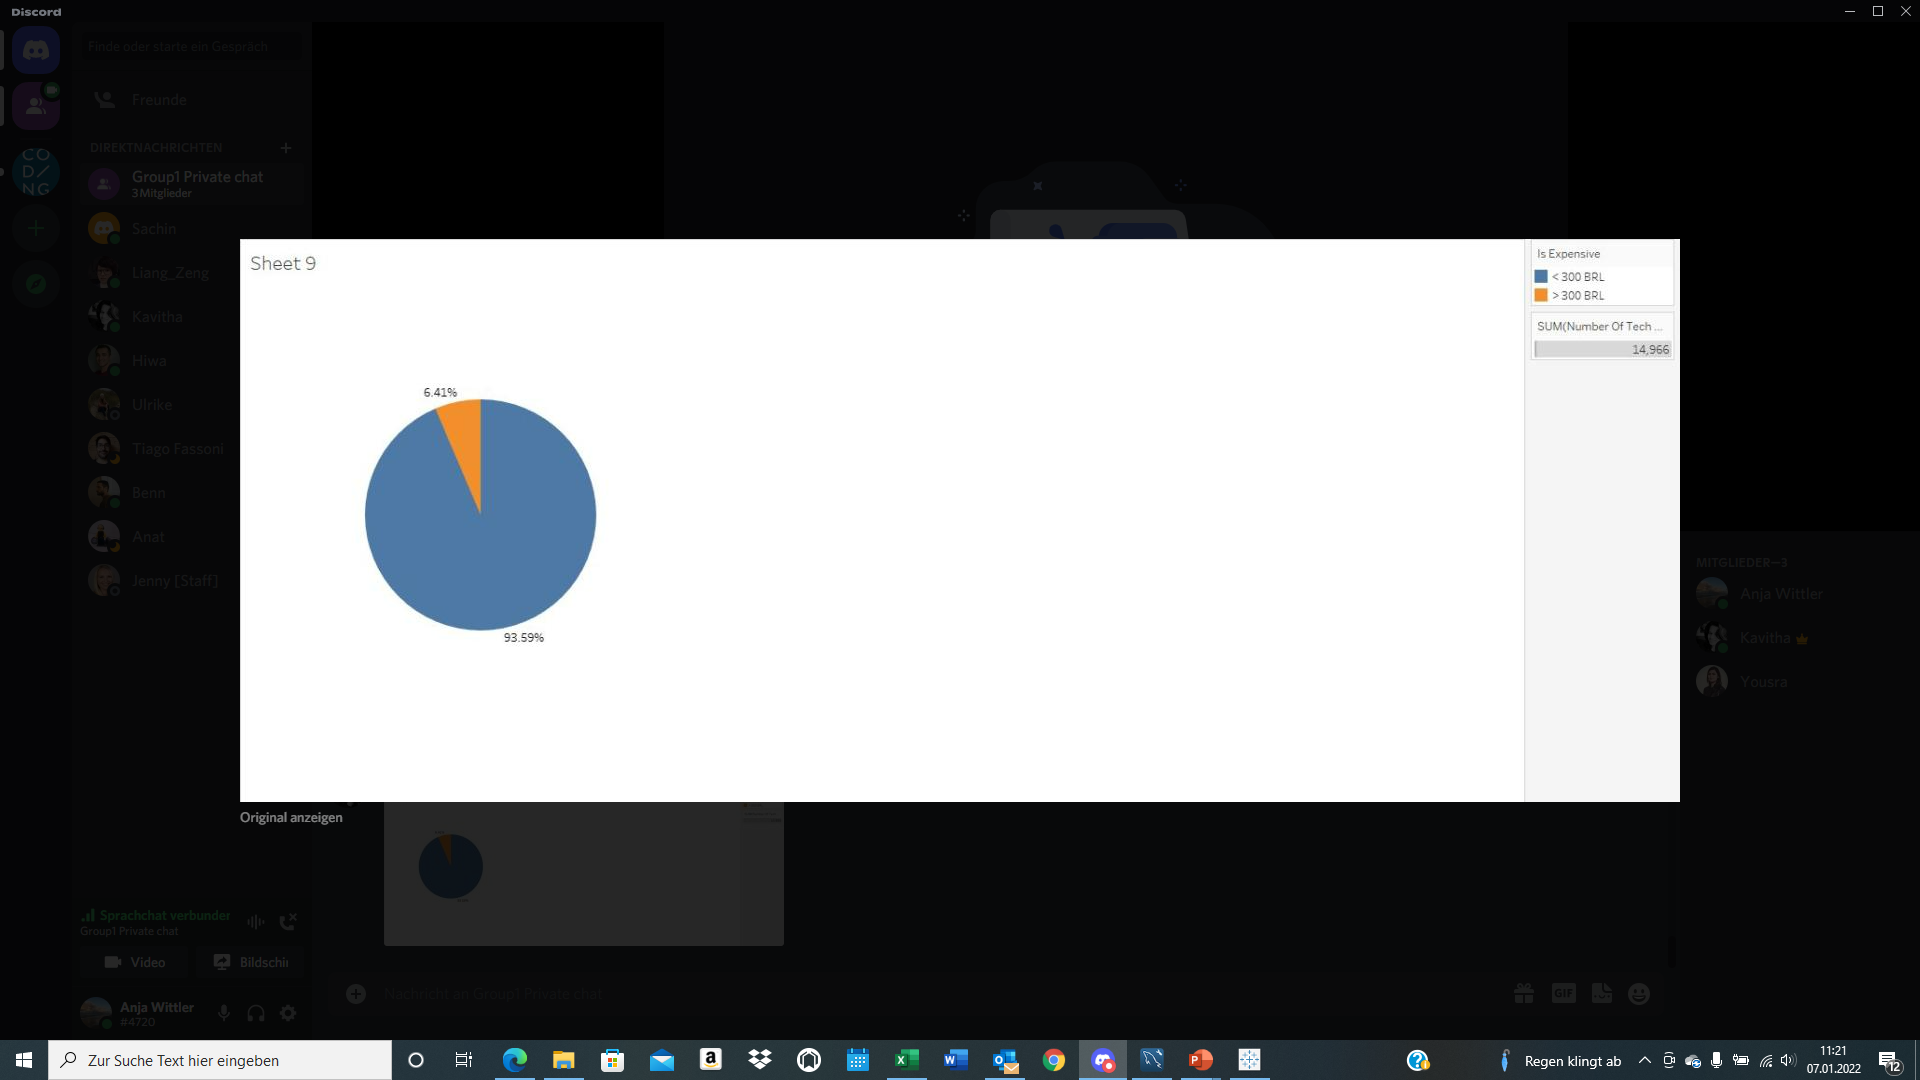 Discord
Finde oder starte ein Gespräch
Freunde
DIREKTNACHRICHTEN
Group1 Private chat
3 Mitglieder
CO
D/
NG
Sachin
Liang_Zeng
Kavitha
Hiwa
Ulrike
Tiago Fassoni
Benn
Anat
Jenny [Staff]
Sheet 9
6.41%
93.59%
Is Expensive
< 300 BRL
> 300 BRL
SUM(Number Of Tech ...
14,966
Original anzeigen
MITGLIEDER—3
Anja Wittler
Kavitha
Yousra
Sprachchat verbunden
Group1 Private chat
Video
Bildschi
Anja Wittler
#4720
Nachricht an Group1 Private chat
GIF
Zur Suche Text hier eingeben
Regen klingt ab
11:21
07.01.2022
12